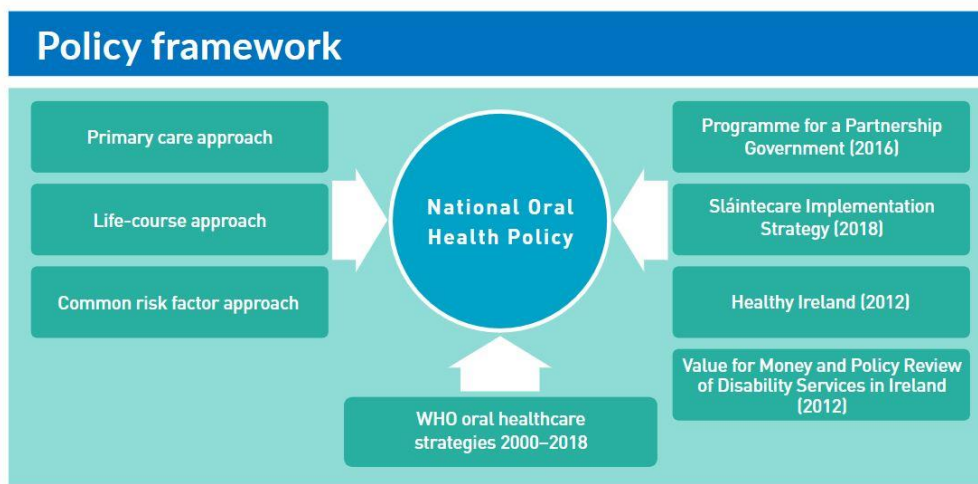 Policy framework
Primary care approach
Life-course approach
Common risk factor approach
National Oral
Health Policy
WHO oral healthcare
strategies 2000–2018
Programme for a Partnership
Government (2016)
Sláintecare Implementation
Strategy (2018)
Healthy Ireland (2012)
Value for Money and Policy Review
of Disability Services in Ireland
(2012)